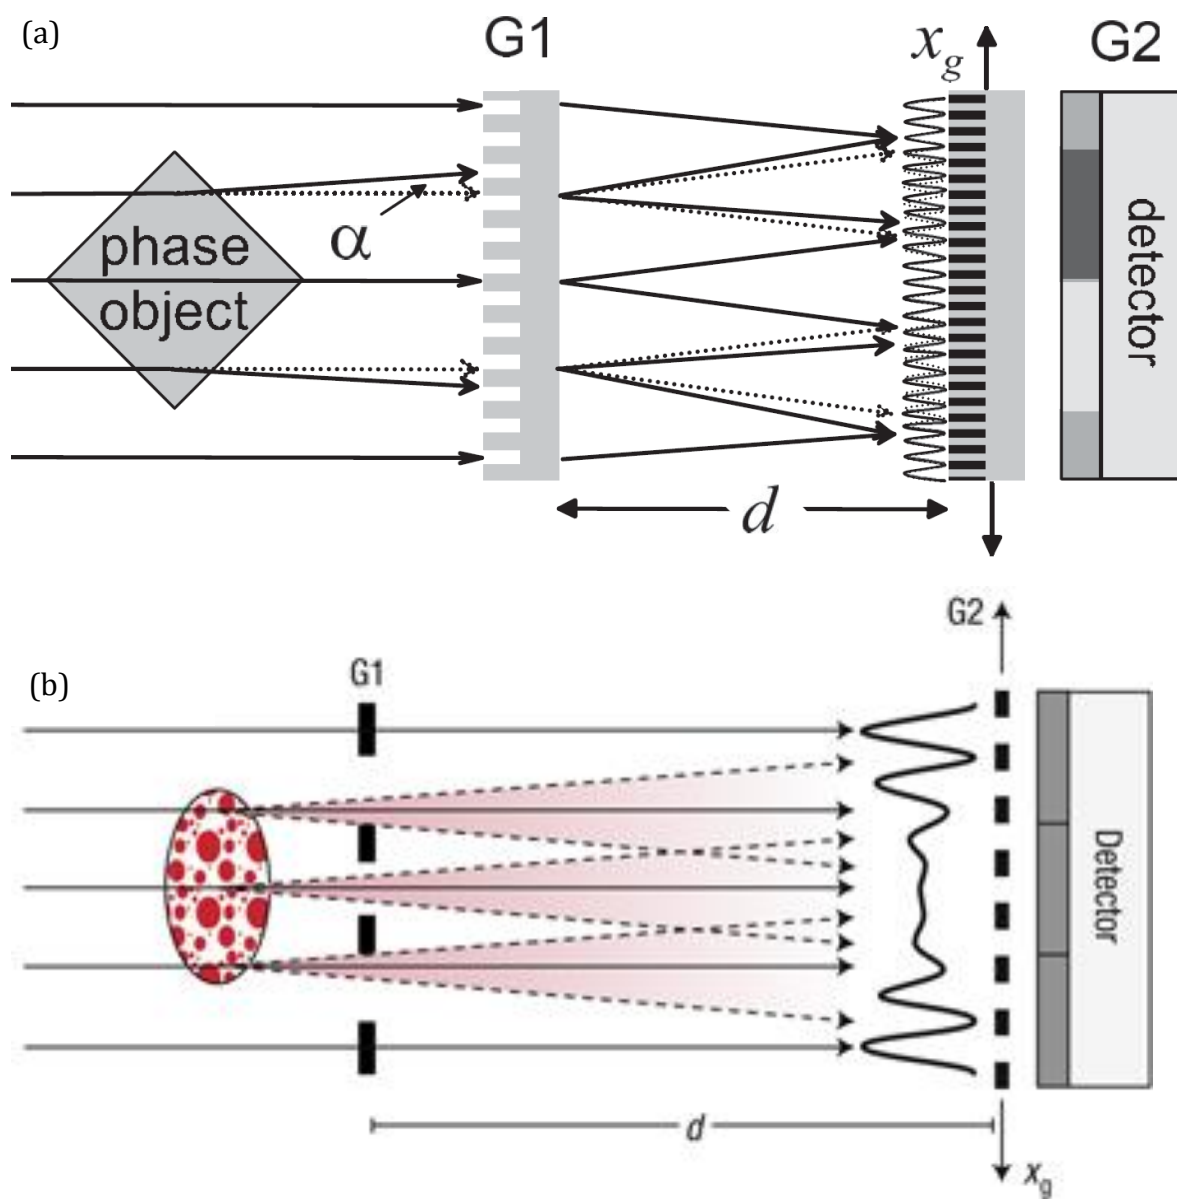 (a)
G1
x_g
G2
α
phase
object
detector
d
G2
(b)
G1
Detector
d
x_g